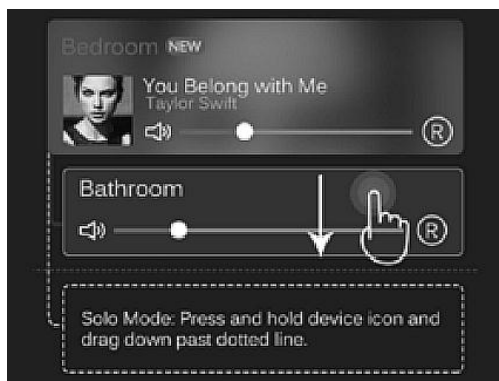 Bedroom NEW
You Belong with Me
Taylor Swift
R
Bathroom
R
Solo Mode: Press and hold device icon and
drag down past dotted line.